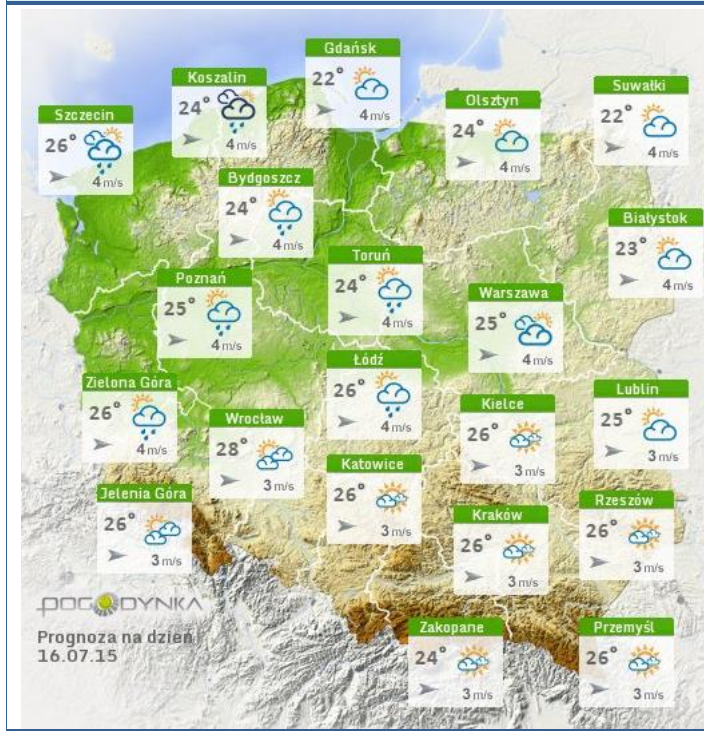 Gdańsk
22°
4 m/s
Koszalin
24°
4 m/s
Suwałki
22°
4 m/s
Olsztyn
24°
4 m/s
Szczecin
26°
4 m/s
Bydgoszcz
24°
4 m/s
Białystok
23°
4 m/s
Toruń
24°
4 m/s
Poznań
25°
4 m/s
Warszawa
25°
4 m/s
Łódź
26°
4 m/s
Zielona Góra
26°
4 m/s
Lublin
25°
3 m/s
Kielce
26°
3 m/s
Wrocław
28°
3 m/s
Katowice
26°
3 m/s
Jelenia Góra
26°
3 m/s
Rzeszów
26°
3 m/s
Kraków
26°
3 m/s
POGODYNKA
Prognoza na dzień
16.07.15
Zakopane
24°
3 m/s
Przemyśl
26°
3 m/s